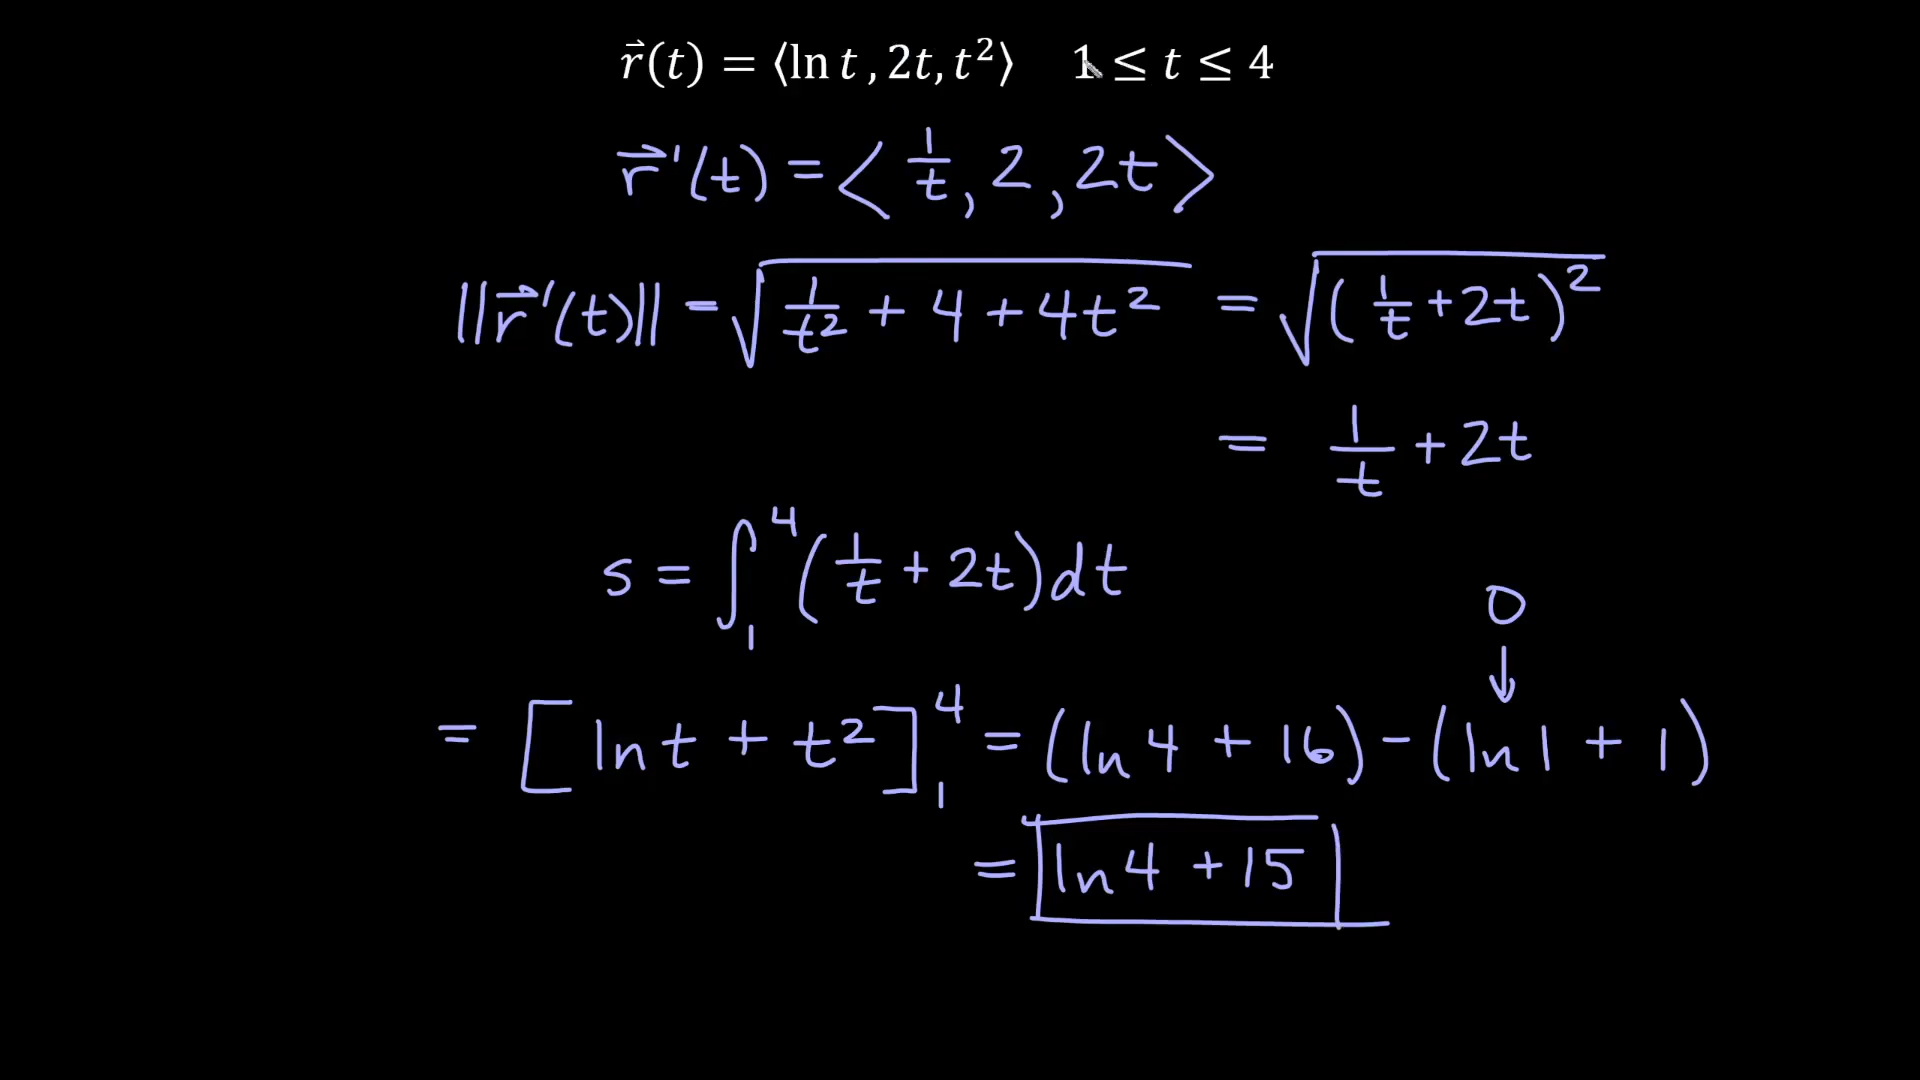 r⃗(t) = ⟨ln t , 2t, t²⟩   1 ≤ t ≤ 4
r⃗'(t) = < 1/t , 2 , 2t >
||r⃗'(t)|| = √(1/t² + 4 + 4t²) = √((1/t + 2t)²)
= 1/t + 2t
s = ∫₁⁴ (1/t + 2t) dt
0
↓
= [ln t + t²]₁⁴ = (ln 4 + 16) − (ln 1 + 1)
= ln 4 + 15